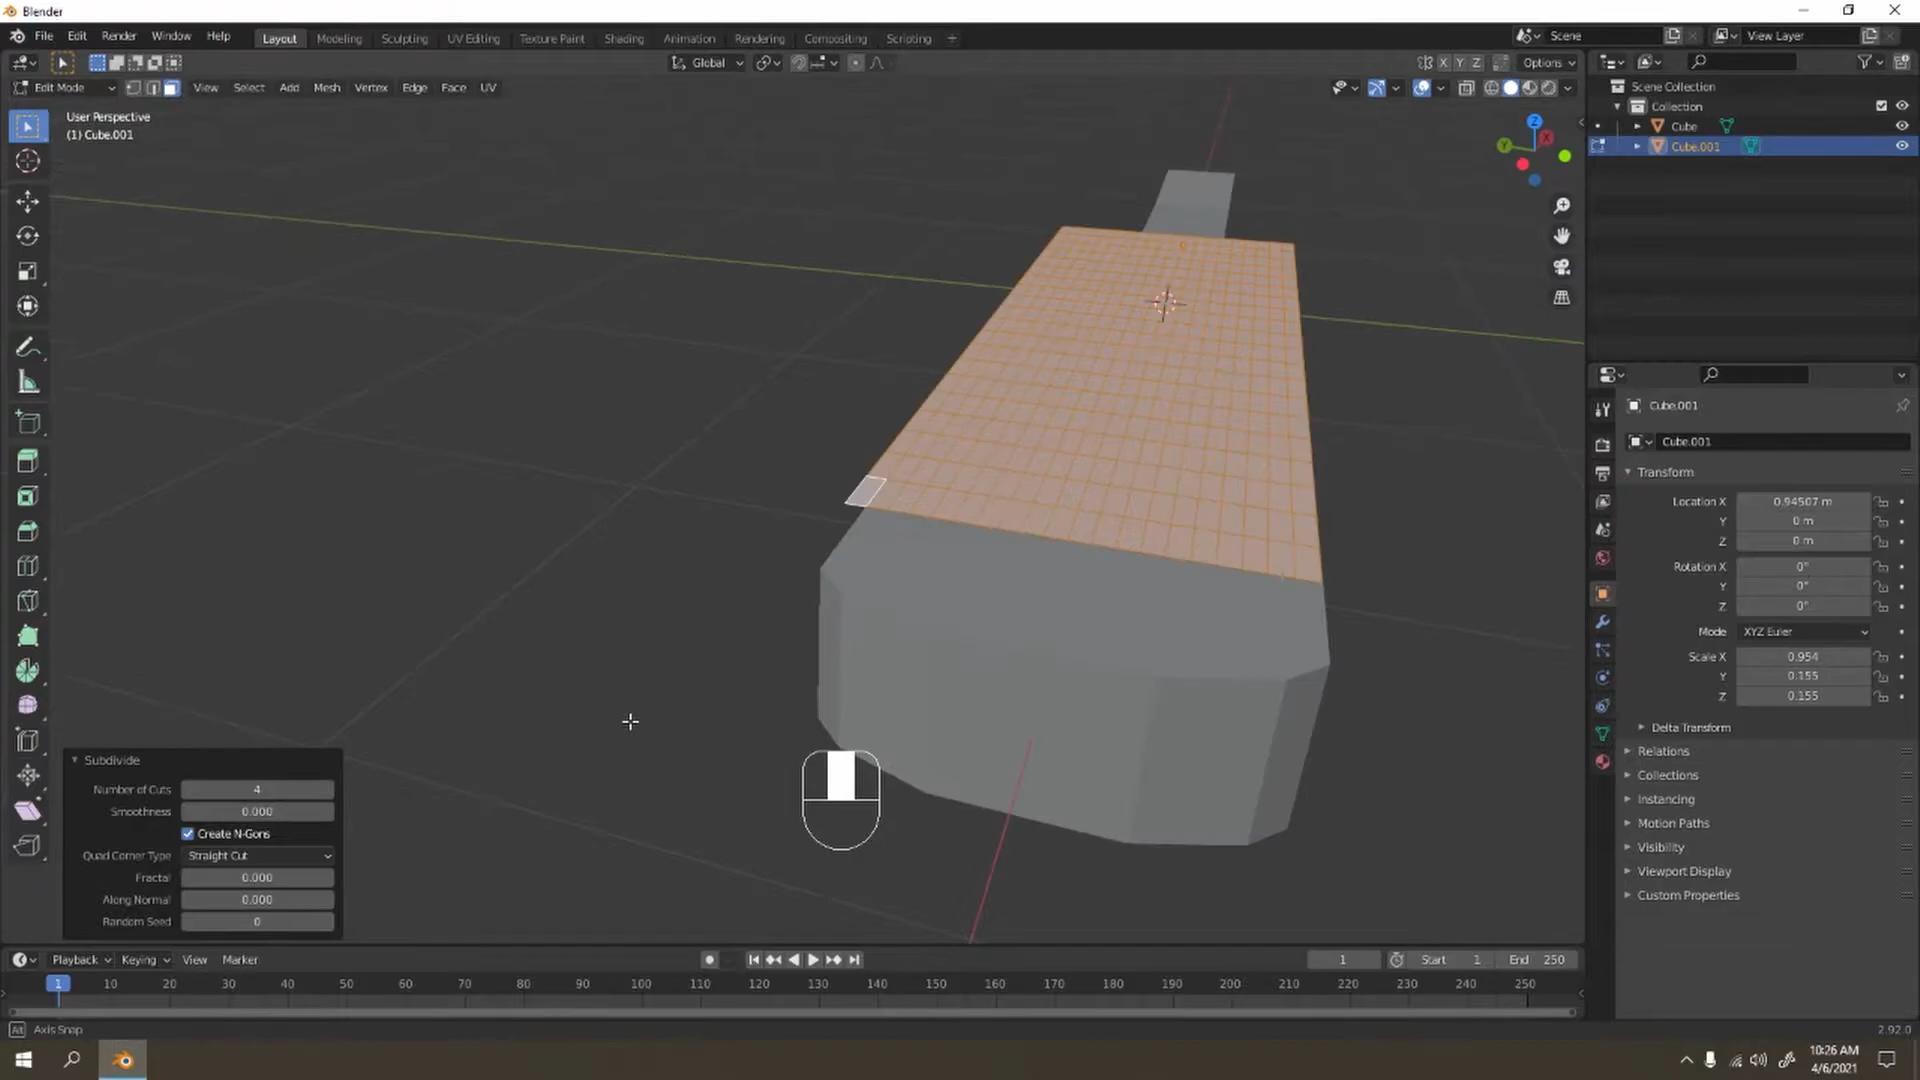 Blender
File Edit Render Window Help
Layout Modeling Sculpting UV Editing Texture Paint Shading Animation Rendering Compositing Scripting +
Scene
View Layer
Global
X Y Z
Options
Edit Mode
View Select Add Mesh Vertex Edge Face UV
User Perspective
(1) Cube.001
Z
X
Y
Scene Collection
Collection
Cube
Cube.001
Cube.001
Cube.001
Transform
Location X 0.94507 m
Y 0 m
Z 0 m
Rotation X 0°
Y 0°
Z 0°
Mode XYZ Euler
Scale X 0.954
Y 0.155
Z 0.155
Delta Transform
Relations
Collections
Instancing
Motion Paths
Visibility
Viewport Display
Custom Properties
Subdivide
Number of Cuts 4
Smoothness 0.000
Create N-Gons
Quad Corner Type Straight Cut
Fractal 0.000
Along Normal 0.000
Random Seed 0
Playback Keying View Marker
1
Start 1
End 250
1 10 20 30 40 50 60 70 80 90 100 110 120 130 140 150 160 170 180 190 200 210 220 230 240 250
Alt Axis Snap
2.92.0
10:26 AM
4/6/2021